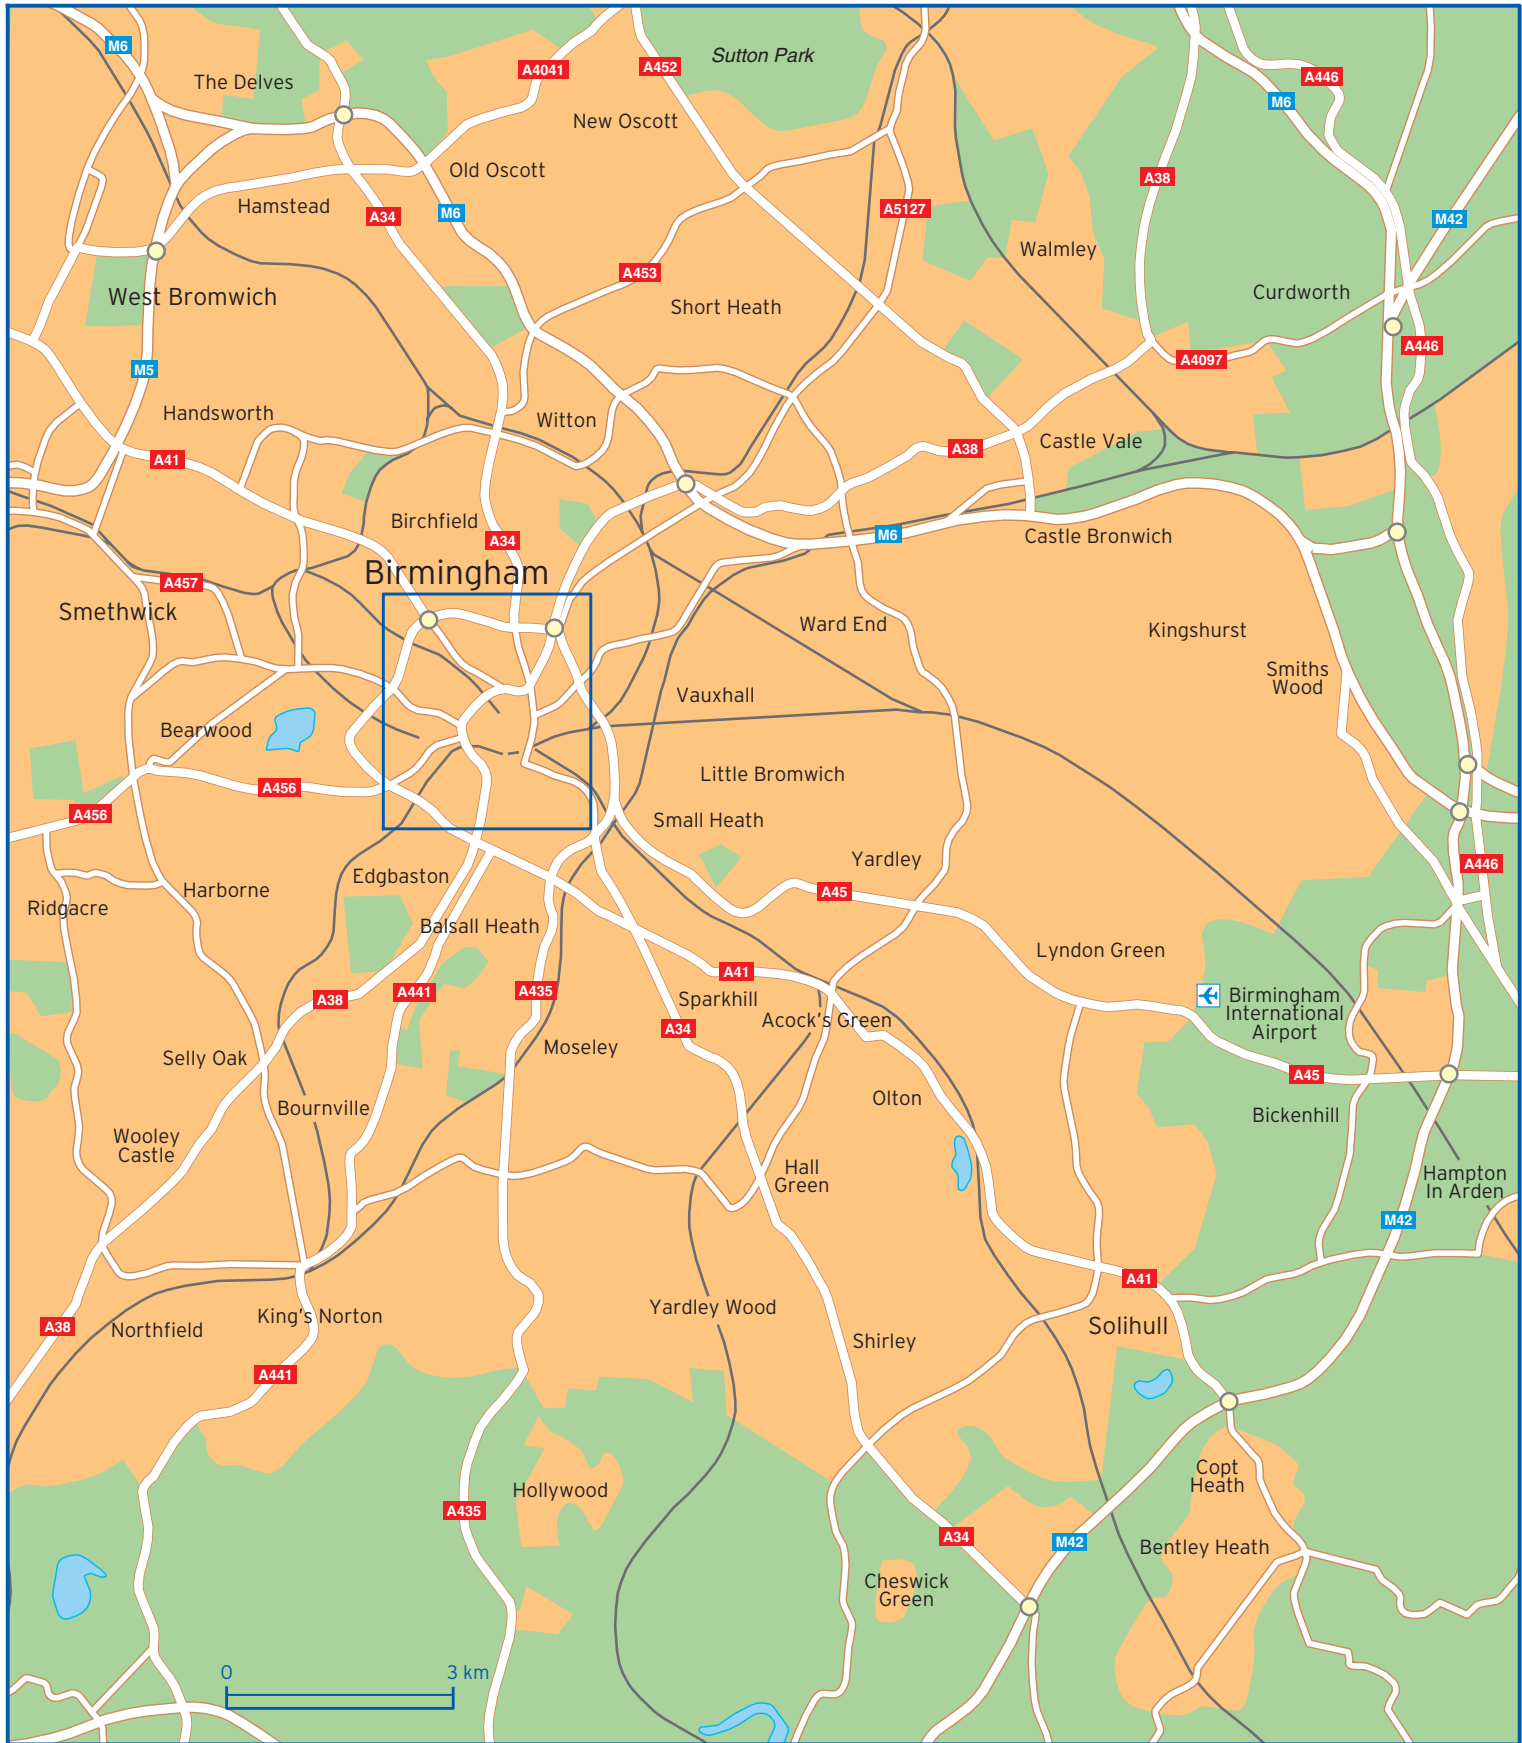 M6
The Delves
A4041
A452
Sutton Park
A446
M6
New Oscott
Old Oscott
A38
Hamstead
A34
M6
A5127
M42
Walmley
A453
West Bromwich
Short Heath
Curdworth
A446
A4097
M5
Handsworth
Witton
A38
Castle Vale
A41
Birchfield
A34
M6
Castle Bronwich
Birmingham
A457
Smethwick
Ward End
Kingshurst
Smiths
Wood
Vauxhall
Bearwood
Little Bromwich
A456
A456
Small Heath
Yardley
A446
Edgbaston
A45
Harborne
Ridgacre
Balsall Heath
Lyndon Green
A41
A38
A441
A435
Sparkhill
Birmingham
International
Airport
Acock's Green
A34
Moseley
Selly Oak
A45
Olton
Bournville
Bickenhill
Wooley
Castle
Hall
Green
Hampton
In Arden
M42
A41
Yardley Wood
King's Norton
Solihull
A38
Northfield
Shirley
A441
Copt
Heath
Hollywood
A435
A34
M42
Bentley Heath
Cheswick
Green
0
3 km